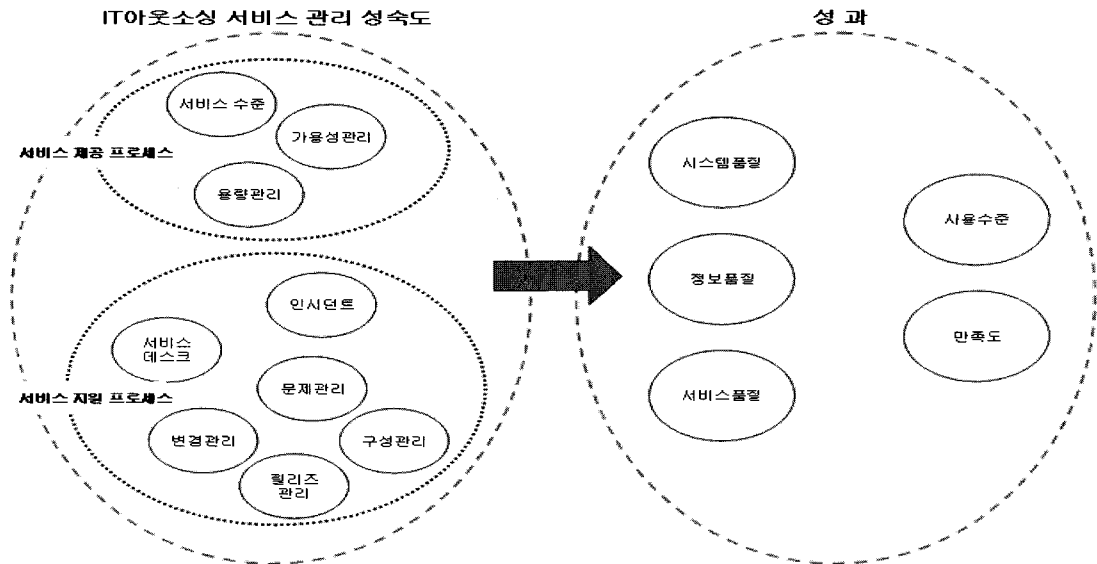 IT아웃소싱 서비스 관리 성숙도
서비스 수준
가용성관리
서비스 제공 프로세스
용량관리
인시던트
서비스
데스크
문제관리
서비스 지원 프로세스
변경관리
구성관리
릴리즈
관리
성 과
시스템품질
사용수준
정보품질
만족도
서비스품질